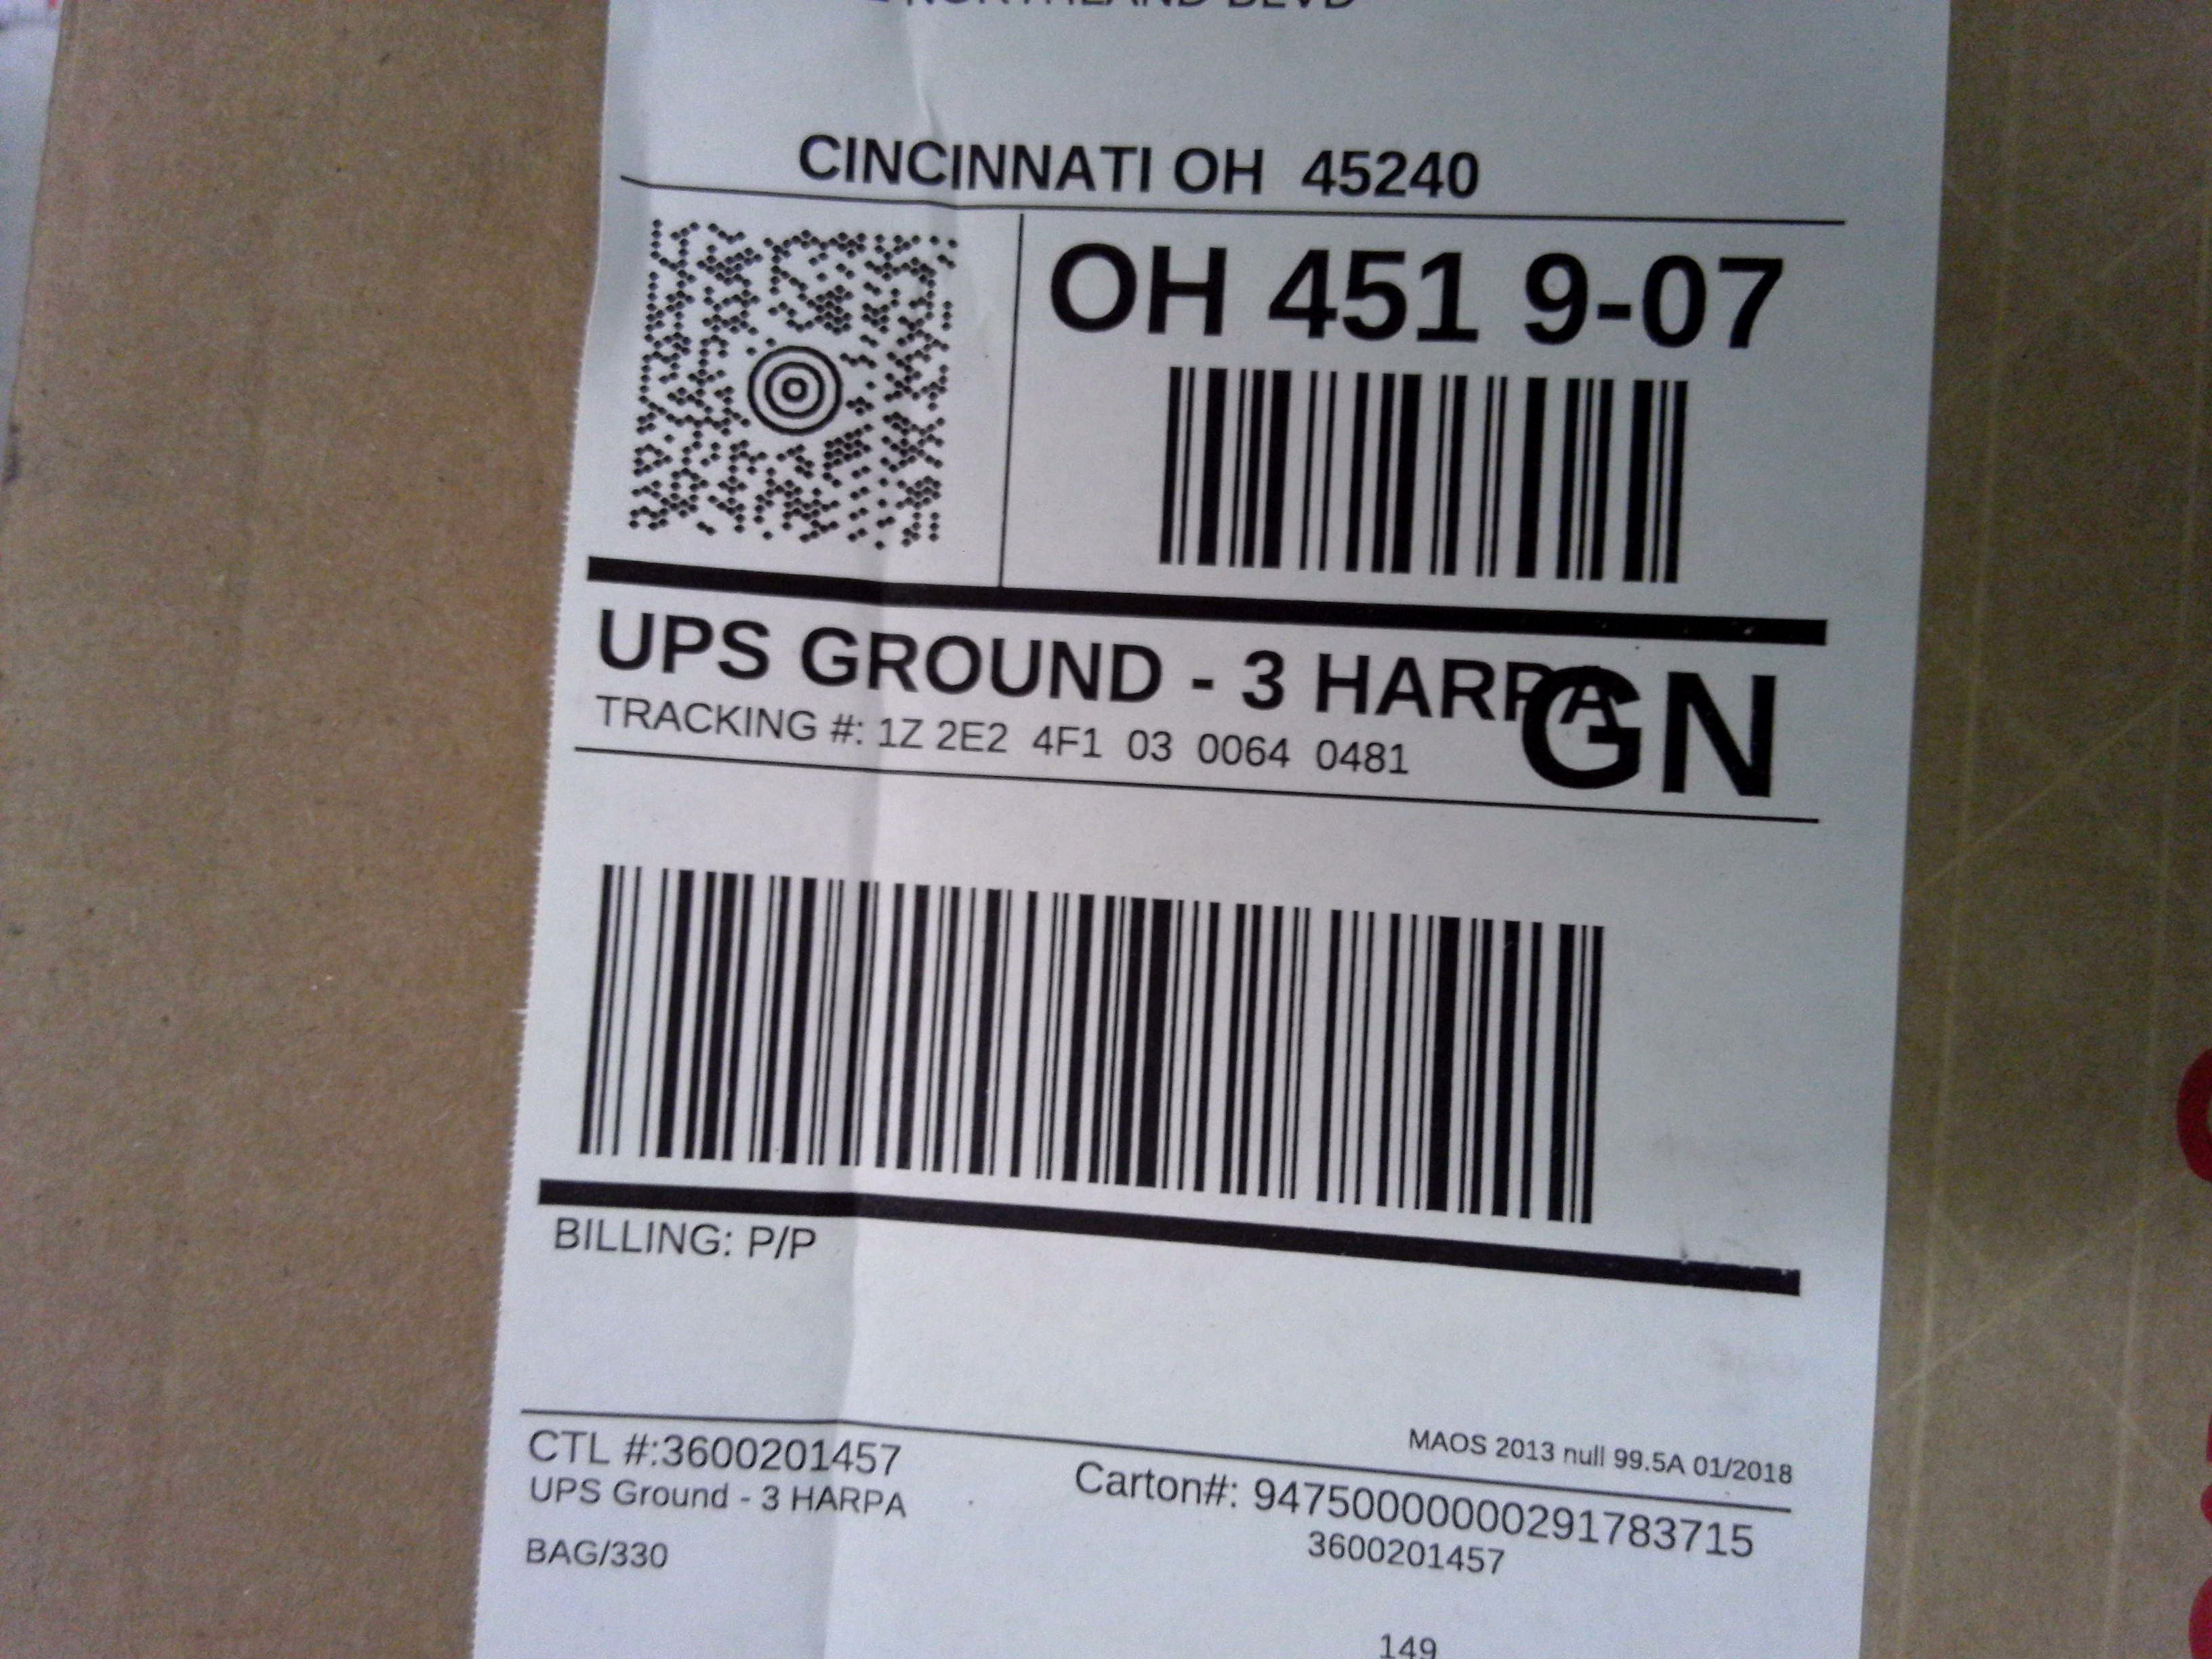 NORTHLAND BLVD
CINCINNATI OH 45240
OH 451 9-07
UPS GROUND - 3 HARPA
GN
TRACKING #: 1Z 2E2 4F1 03 0064 0481
BILLING: P/P
MAOS 2013 null 99.5A 01/2018
CTL #:3600201457
Carton#: 94750000000291783715
UPS Ground - 3 HARPA
3600201457
BAG/330
149